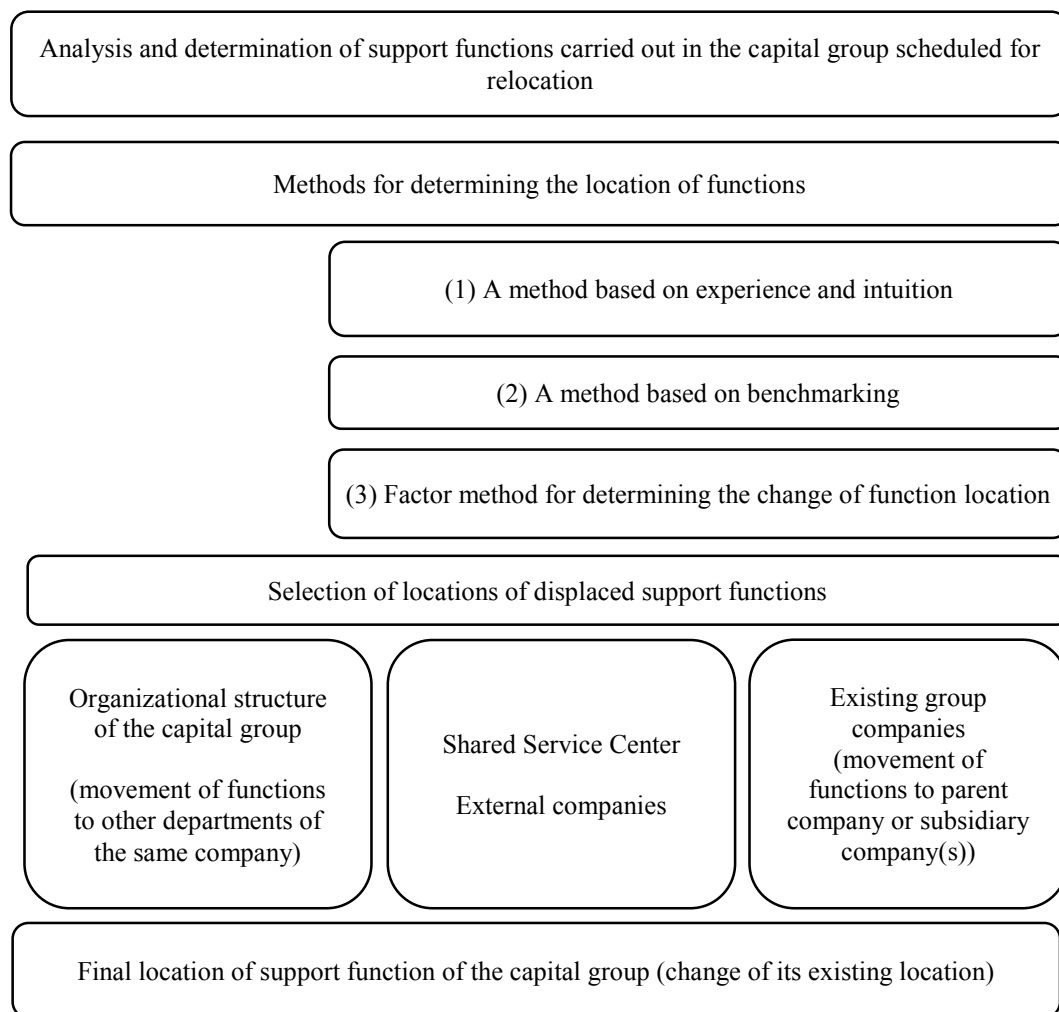 Analysis and determination of support functions carried out in the capital group scheduled for
relocation
Methods for determining the location of functions
(1) A method based on experience and intuition
(2) A method based on benchmarking
(3) Factor method for determining the change of function location
Selection of locations of displaced support functions
Organizational structure
of the capital group
(movement of functions
to other departments of
the same company)
Shared Service Center
External companies
Existing group
companies
(movement of
functions to parent
company or subsidiary
company(s))
Final location of support function of the capital group (change of its existing location)